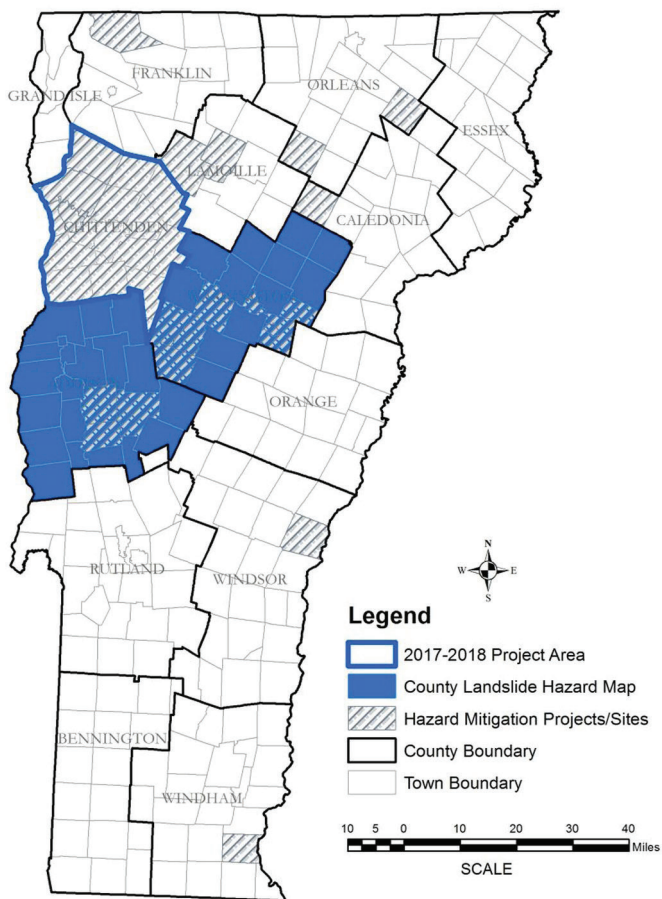 FRANKLIN
ORLEANS
GRAND ISLE
ESSEX
LAMOILLE
CALEDONIA
CHITTENDEN
ORANGE
RUTLAND
WINDSOR
N
W E
S
Legend
2017-2018 Project Area
County Landslide Hazard Map
Hazard Mitigation Projects/Sites
County Boundary
Town Boundary
BENNINGTON
WINDHAM
10 5 0 10 20 30 40
Miles
SCALE